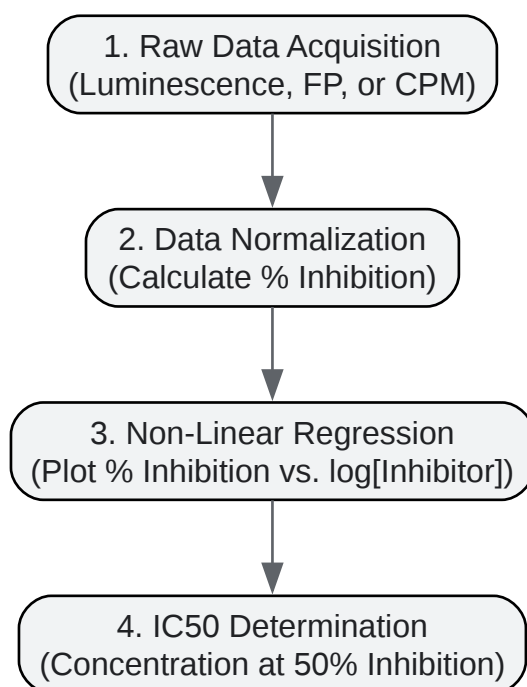 1. Raw Data Acquisition
(Luminescence, FP, or CPM)
2. Data Normalization
(Calculate % Inhibition)
3. Non-Linear Regression
(Plot % Inhibition vs. log[Inhibitor])
4. IC50 Determination
(Concentration at 50% Inhibition)